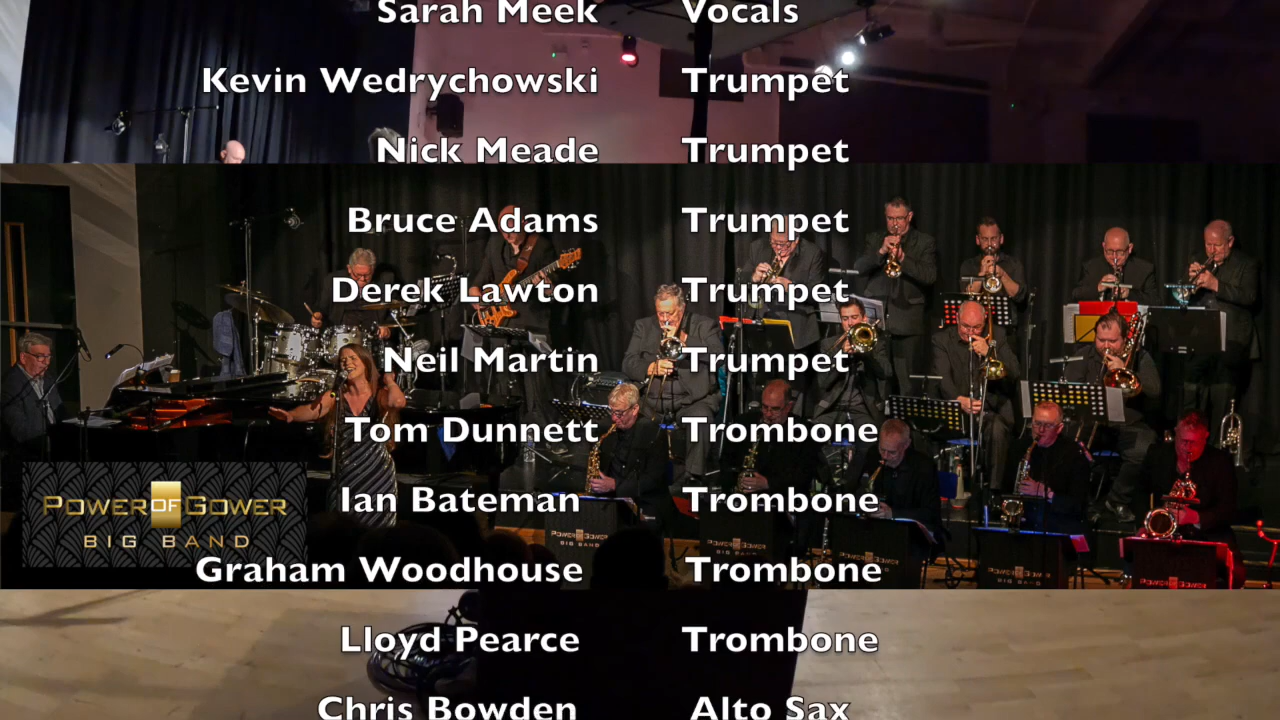 Sarah Meek Vocals
Kevin Wedrychowski Trumpet
Nick Meade Trumpet
Bruce Adams Trumpet
Derek Lawton Trumpet
Neil Martin Trumpet
Tom Dunnett Trombone
Ian Bateman Trombone
POWER OF GOWER
BIG BAND
Graham Woodhouse Trombone
Lloyd Pearce Trombone
Chris Bowden Alto Sax